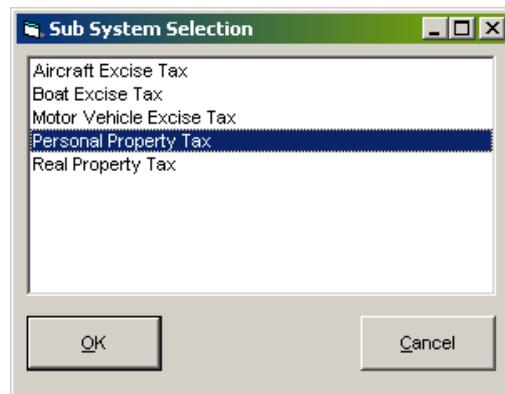 Sub System Selection
Aircraft Excise Tax
Boat Excise Tax
Motor Vehicle Excise Tax
Personal Property Tax
Real Property Tax
OK
Cancel